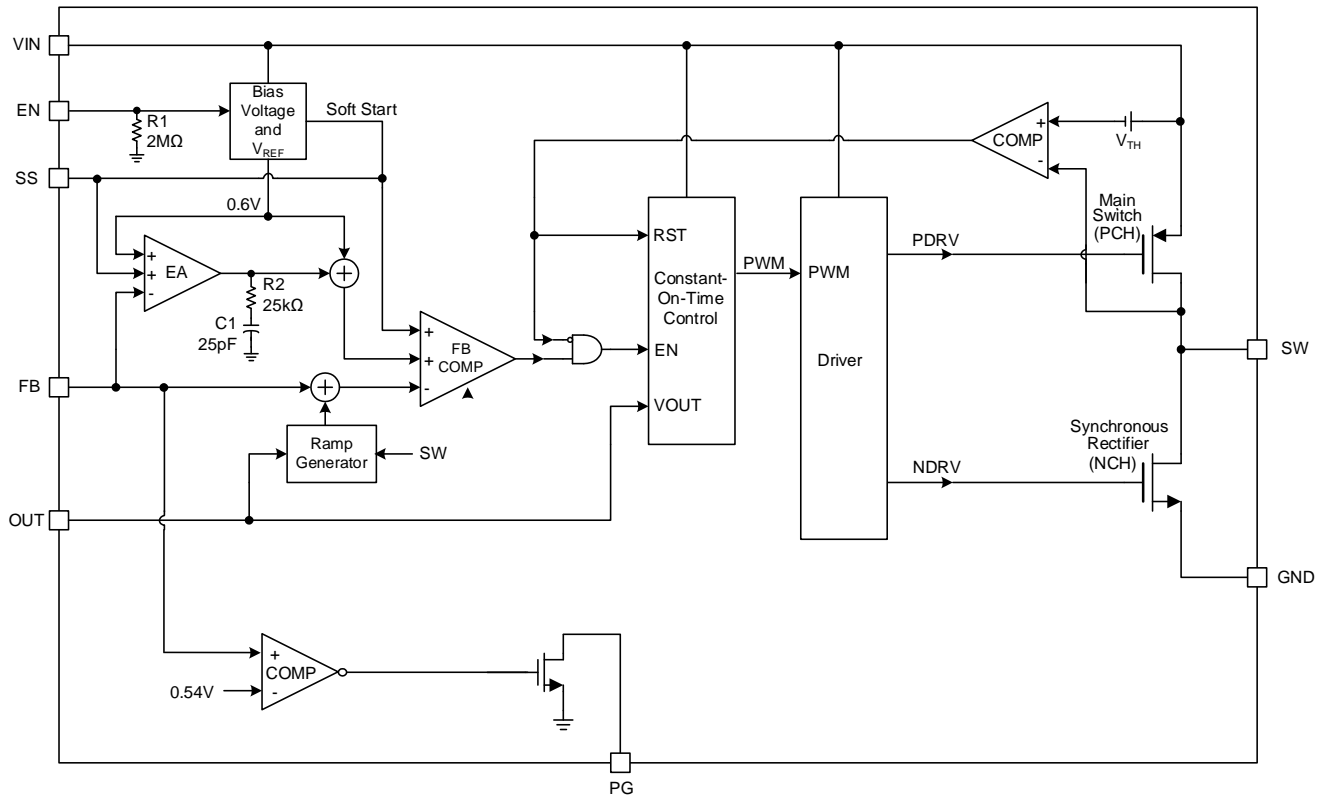 VIN
EN
R1
2MΩ
Bias
Voltage
and
VREF
Soft Start
SS
0.6V
+
+
-
EA
R2
25kΩ
C1
25pF
+
+
+
-
FB
COMP
FB
+
Ramp
Generator
SW
OUT
RST
Constant-
On-Time
Control
EN
VOUT
PWM
PWM
Driver
PDRV
NDRV
+
COMP
-
VTH
Main
Switch
(PCH)
SW
Synchronous
Rectifier
(NCH)
GND
+
COMP
-
0.54V
PG